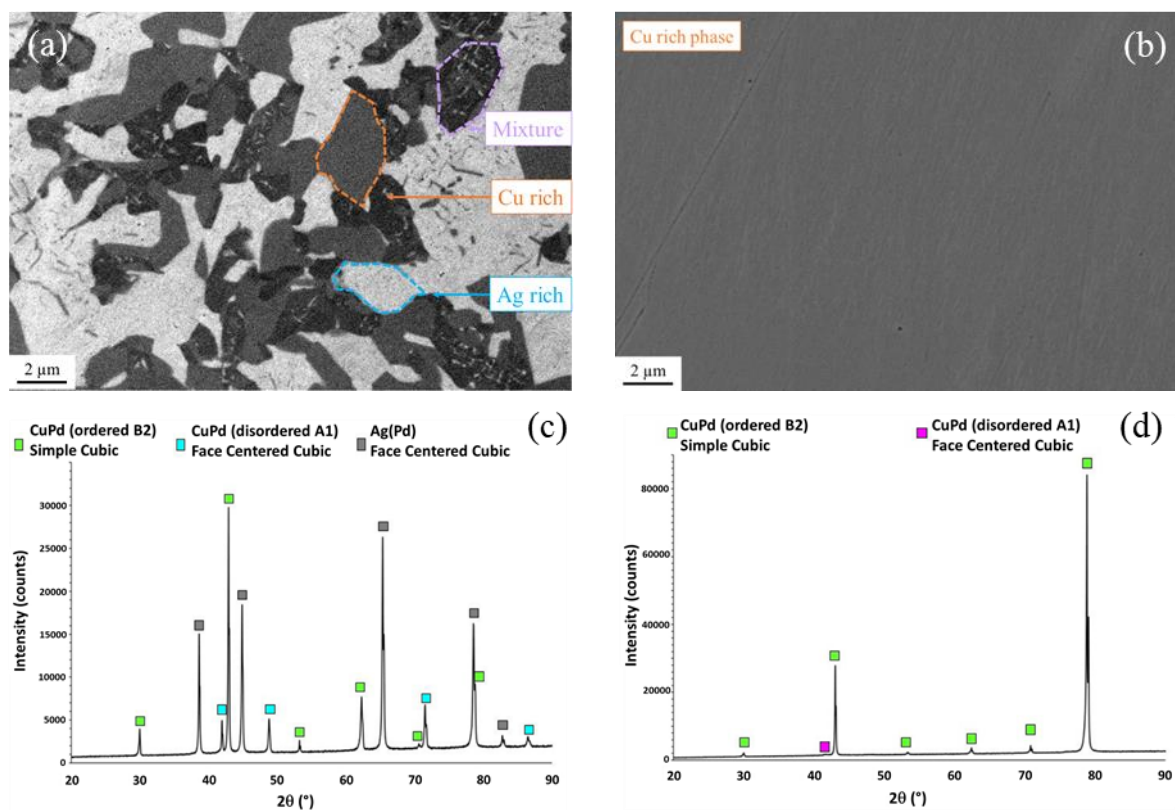 (a)
Mixture
Cu rich
Ag rich
2 µm
Cu rich phase
(b)
2 µm
CuPd (ordered B2)
Simple Cubic
CuPd (disordered A1)
Face Centered Cubic
Ag(Pd)
Face Centered Cubic
(c)
Intensity (counts)
35000
30000
25000
20000
15000
10000
5000
0
20 30 40 50 60 70 80 90
2θ (°)
CuPd (ordered B2)
Simple Cubic
CuPd (disordered A1)
Face Centered Cubic
(d)
Intensity (counts)
80000
60000
40000
20000
0
20 30 40 50 60 70 80 90
2θ (°)